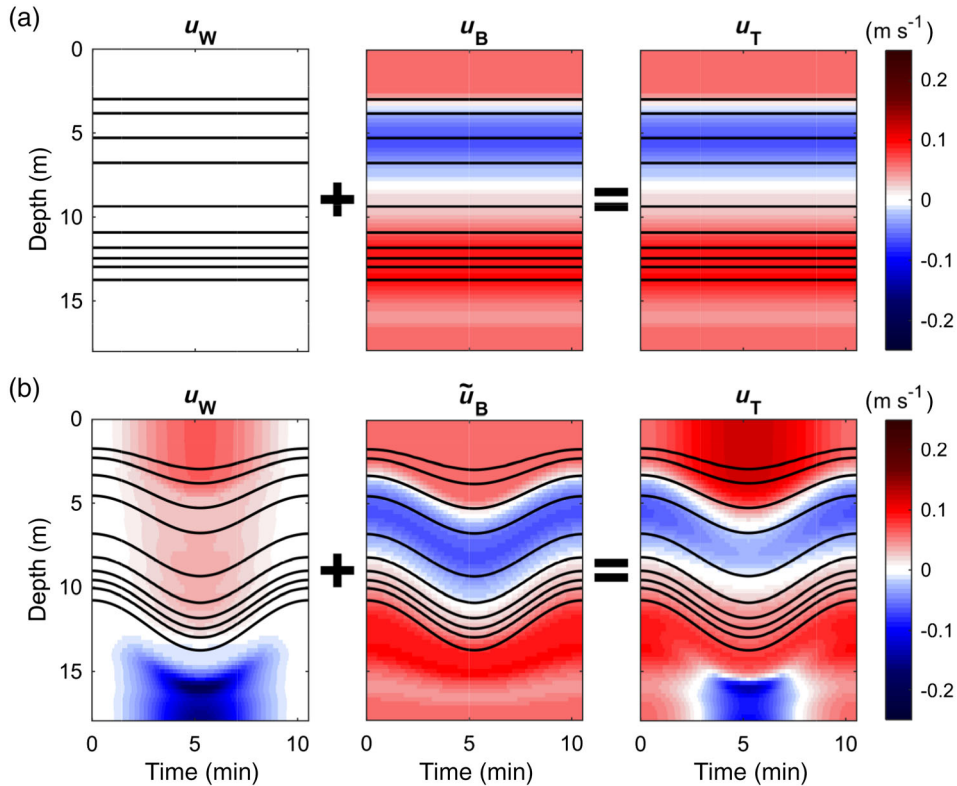 (a)
u_W u_B u_T (m s⁻¹)
0
5
10
15
Depth (m)
+ =
0.2
0.1
0
-0.1
-0.2
(b)
u_W ũ_B u_T (m s⁻¹)
0
5
10
15
Depth (m)
+ =
0.2
0.1
0
-0.1
-0.2
0 5 10 0 5 10 0 5 10
Time (min) Time (min) Time (min)